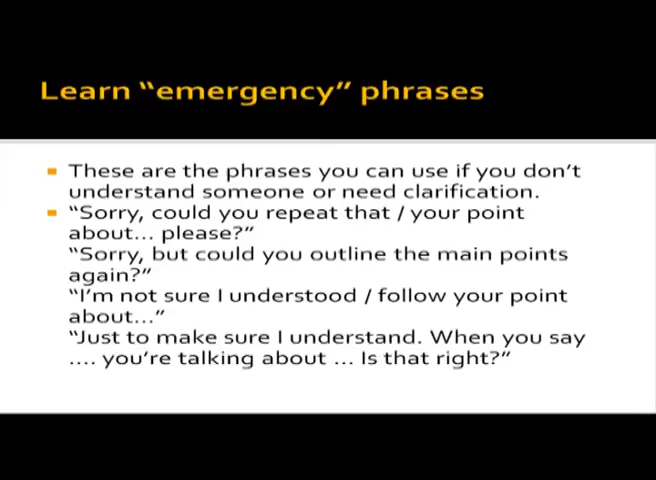 Learn “emergency” phrases
These are the phrases you can use if you don’t
understand someone or need clarification.
“Sorry, could you repeat that / your point
about... please?”
“Sorry, but could you outline the main points
again?”
“I’m not sure I understood / follow your point
about...”
“Just to make sure I understand. When you say
.... you’re talking about ... Is that right?”